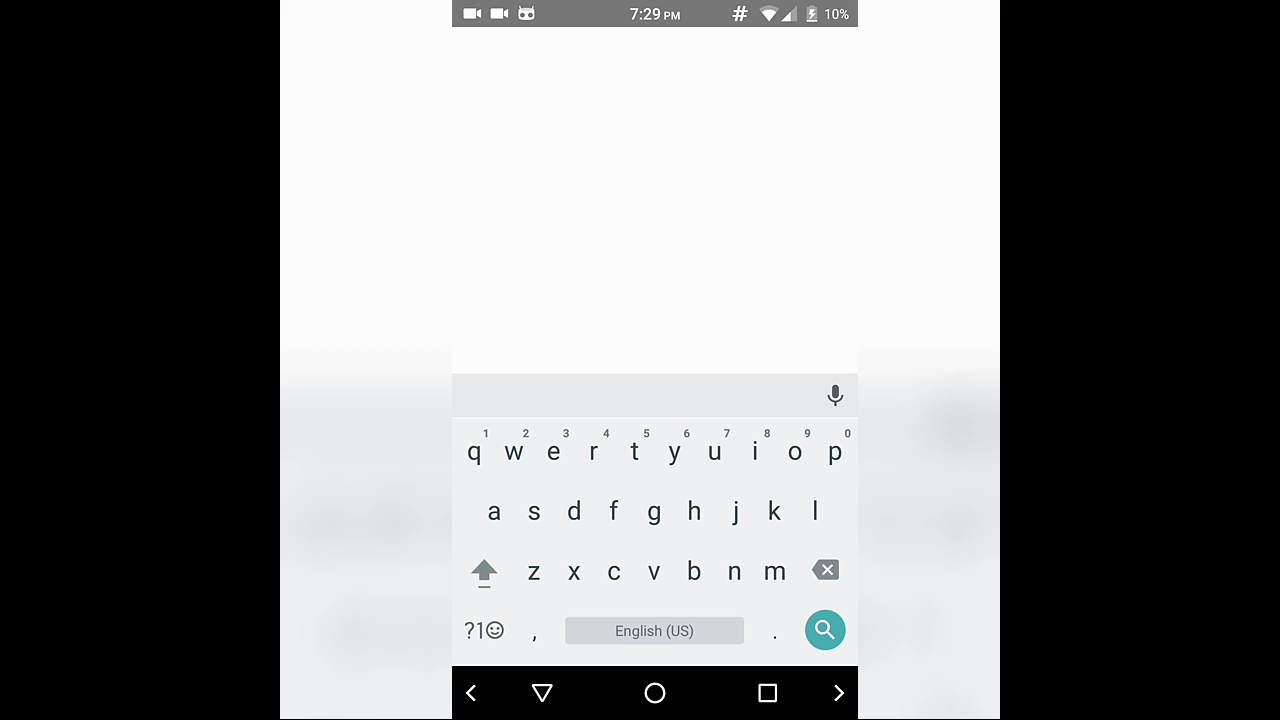 7:29 PM # 10%
1 2 3 4 5 6 7 8 9 0
q w e r t y u i o p
a s d f g h j k l
z x c v b n m
?1☺ , English (US) .